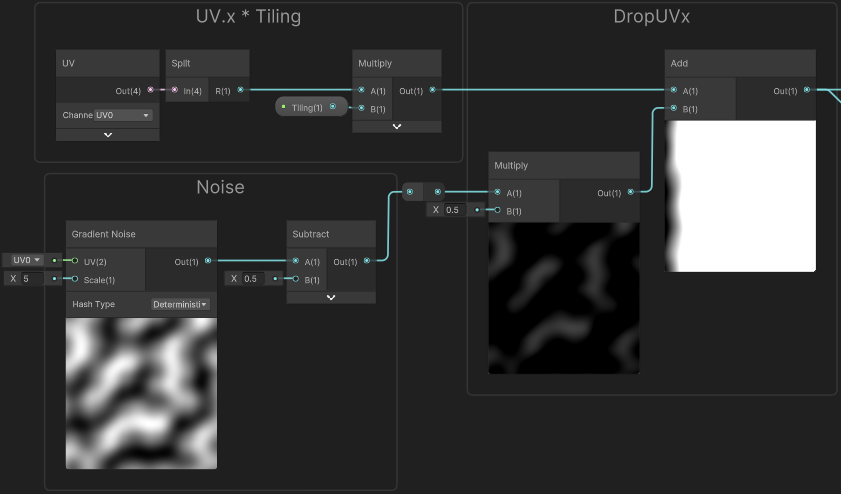 UV.x * Tiling
DropUVx
UV
Split
Multiply
Add
Out(4)
In(4)
R(1)
A(1)
Out(1)
A(1)
Out(1)
Tiling(1)
B(1)
B(1)
Channe
UV0
Multiply
Noise
A(1)
Out(1)
X 0.5
B(1)
Gradient Noise
Subtract
UV0
UV(2)
Out(1)
A(1)
Out(1)
X 5
Scale(1)
X 0.5
B(1)
Hash Type
Deterministi